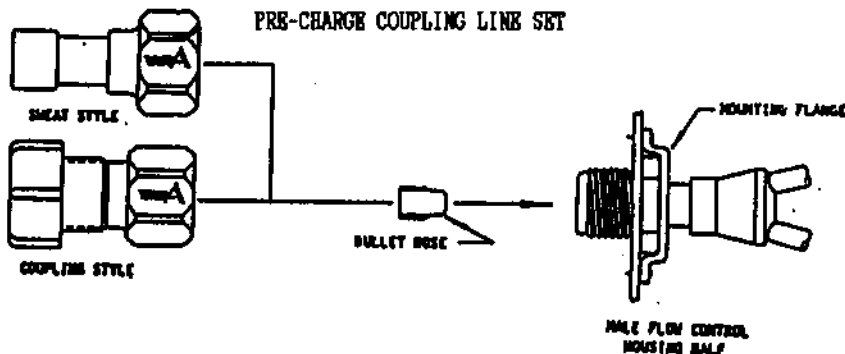 PRE-CHARGE COUPLING LINE SET
SWEAT STYLE
MOUNTING FLANGE
BULLET NOSE
COUPLING STYLE
MALE FLOW CONTROL
HOUSING HALF